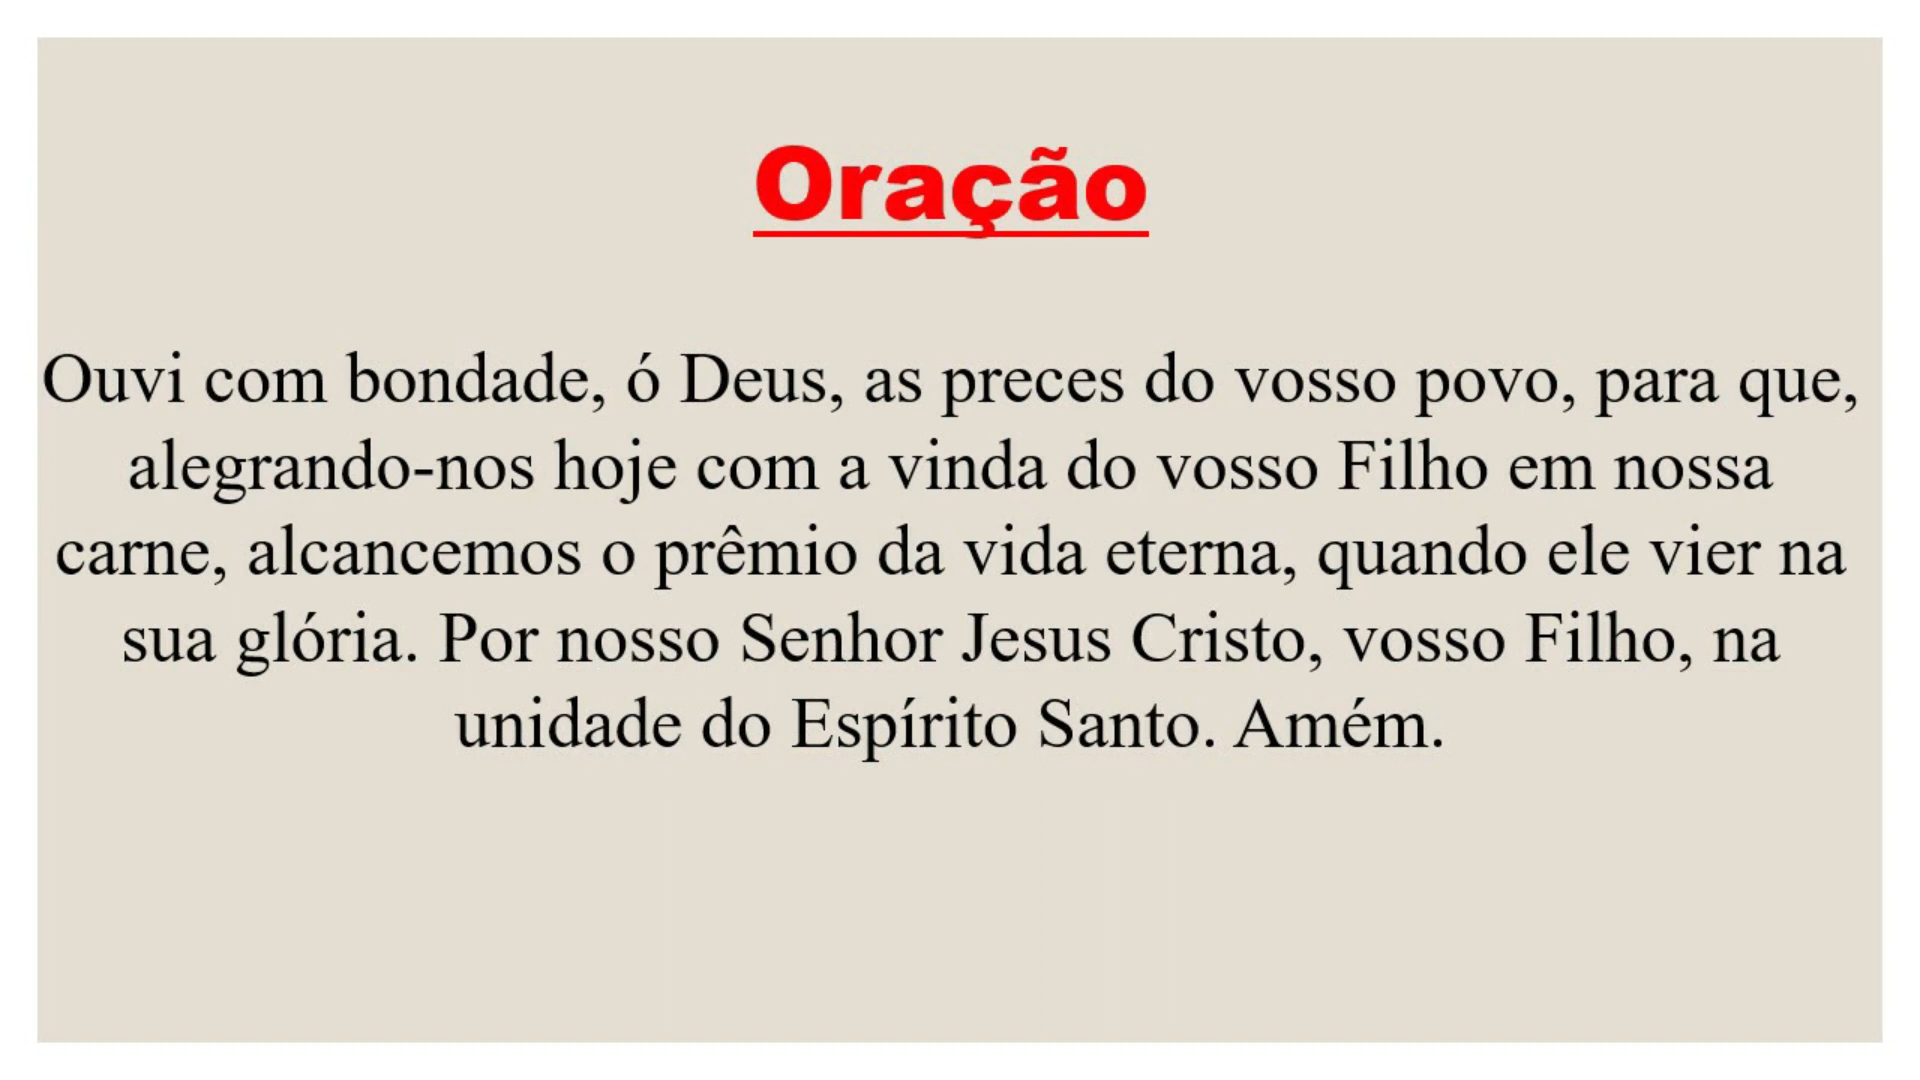 Oração
Ouvi com bondade, ó Deus, as preces do vosso povo, para que,
alegrando-nos hoje com a vinda do vosso Filho em nossa
carne, alcancemos o prêmio da vida eterna, quando ele vier na
sua glória. Por nosso Senhor Jesus Cristo, vosso Filho, na
unidade do Espírito Santo. Amém.